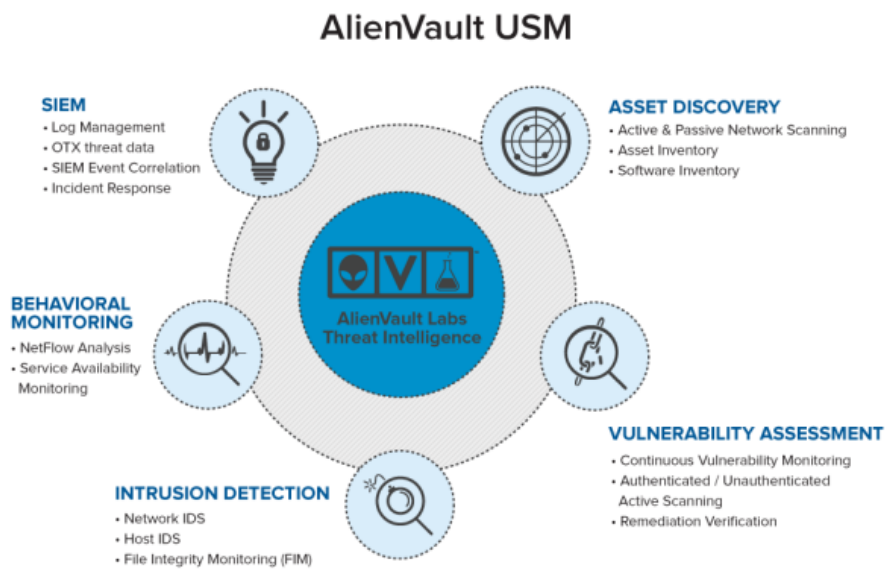 AlienVault USM
SIEM
• Log Management
• OTX threat data
• SIEM Event Correlation
• Incident Response
ASSET DISCOVERY
• Active & Passive Network Scanning
• Asset Inventory
• Software Inventory
V
™
AlienVault Labs
Threat Intelligence
BEHAVIORAL
MONITORING
• NetFlow Analysis
• Service Availability
Monitoring
VULNERABILITY ASSESSMENT
• Continuous Vulnerability Monitoring
• Authenticated / Unauthenticated
Active Scanning
• Remediation Verification
INTRUSION DETECTION
• Network IDS
• Host IDS
• File Integrity Monitoring (FIM)